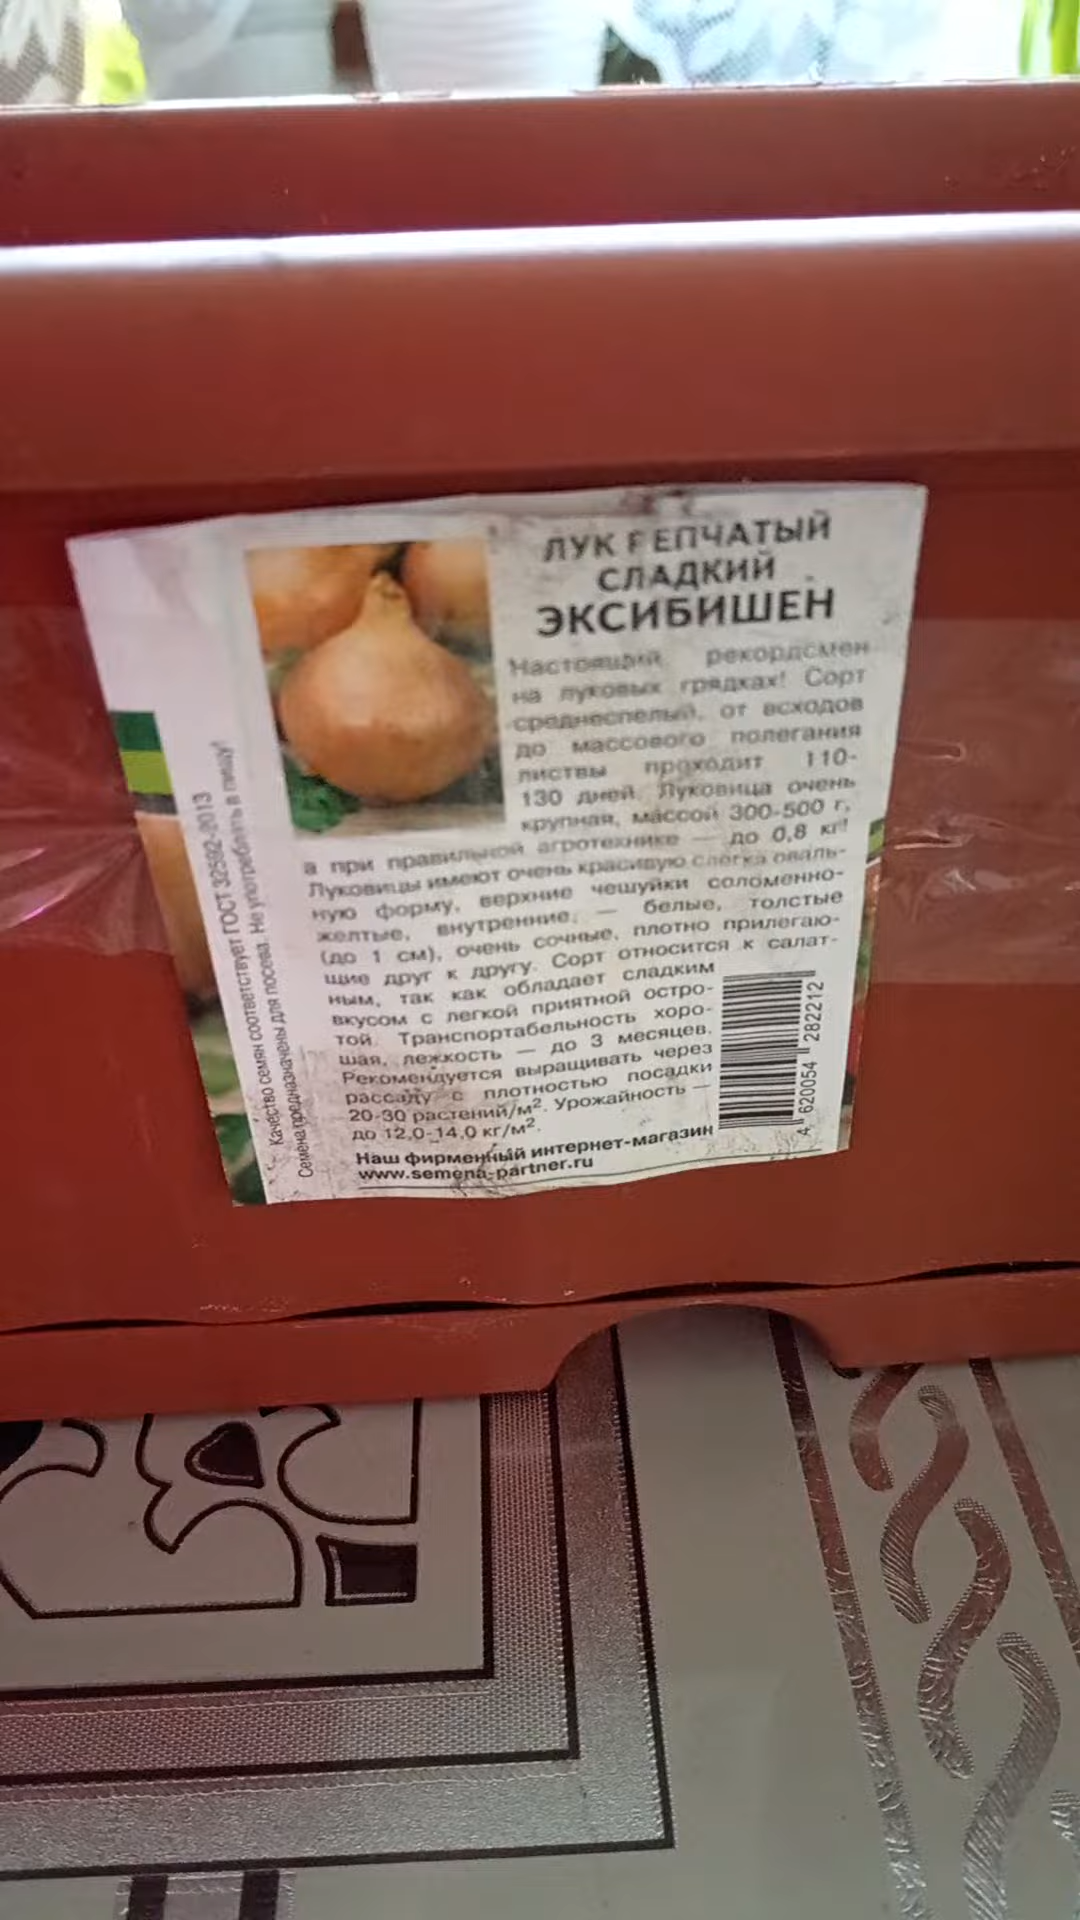 ЛУК РЕПЧАТЫЙ
СЛАДКИЙ
ЭКСИБИШЕН
Настоящий рекордсмен
на луковых грядках! Сорт
среднеспелый, от всходов
до массового полегания
листвы проходит 110-
130 дней. Луковица очень
крупная, массой 300-500 г,
а при правильной агротехнике — до 0,8 кг!
Луковицы имеют очень красивую слегка оваль-
ную форму, верхние чешуйки соломенно-
желтые, внутренние, — белые, толстые
(до 1 см), очень сочные, плотно прилегаю-
щие друг к другу. Сорт относится к салат-
ным, так как обладает сладким
вкусом с легкой приятной остро-
той. Транспортабельность хоро-
шая, лежкость — до 3 месяцев.
Рекомендуется выращивать через
рассаду с плотностью посадки
20-30 растений/м². Урожайность —
до 12,0-14,0 кг/м².
Наш фирменный интернет-магазин
www.semena-partner.ru
4 620054 282212
Качество семян соответствует ГОСТ 32592-2013
Семена предназначены для посева. Не употреблять в пищу!